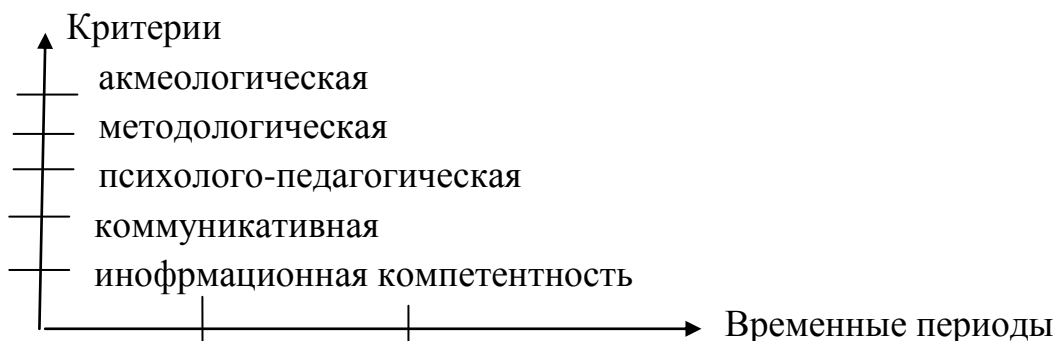 Критерии
акмеологическая
методологическая
психолого-педагогическая
коммуникативная
инофрмационная компетентность
Временные периоды